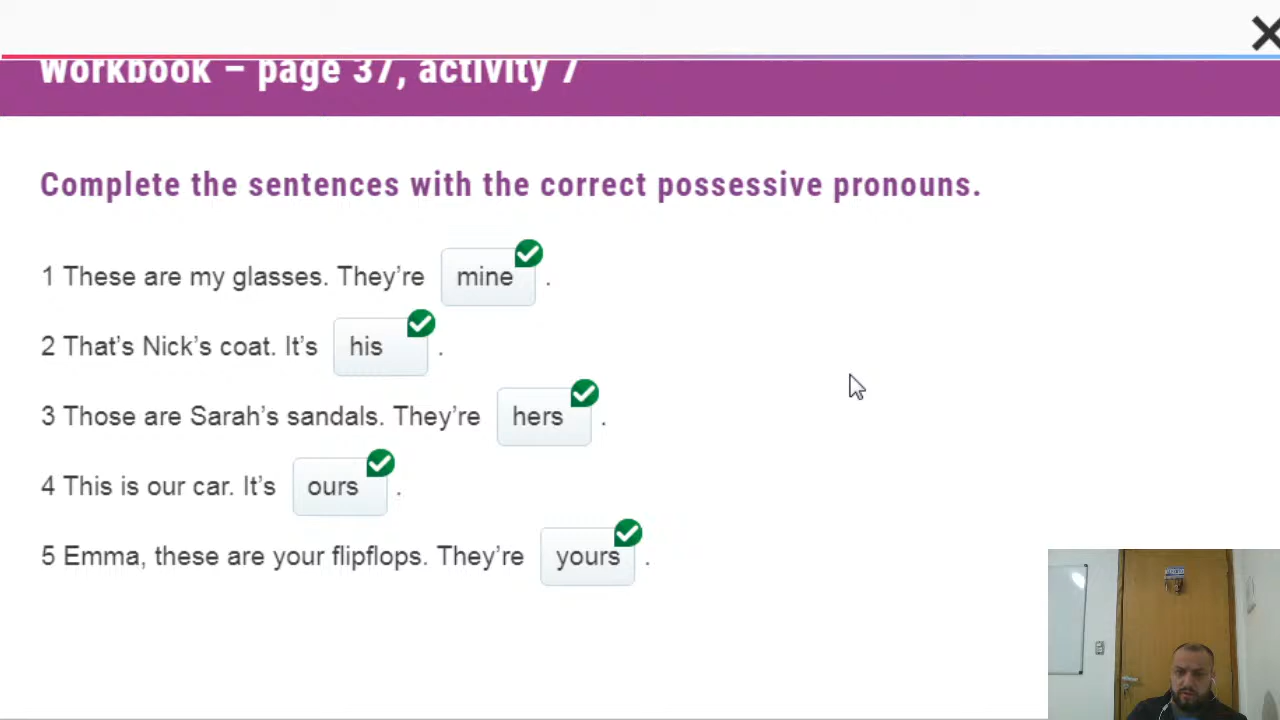 Workbook – page 37, activity 7
Complete the sentences with the correct possessive pronouns.
1 These are my glasses. They’re mine .
2 That’s Nick’s coat. It’s his .
3 Those are Sarah’s sandals. They’re hers .
4 This is our car. It’s ours .
5 Emma, these are your flipflops. They’re yours .